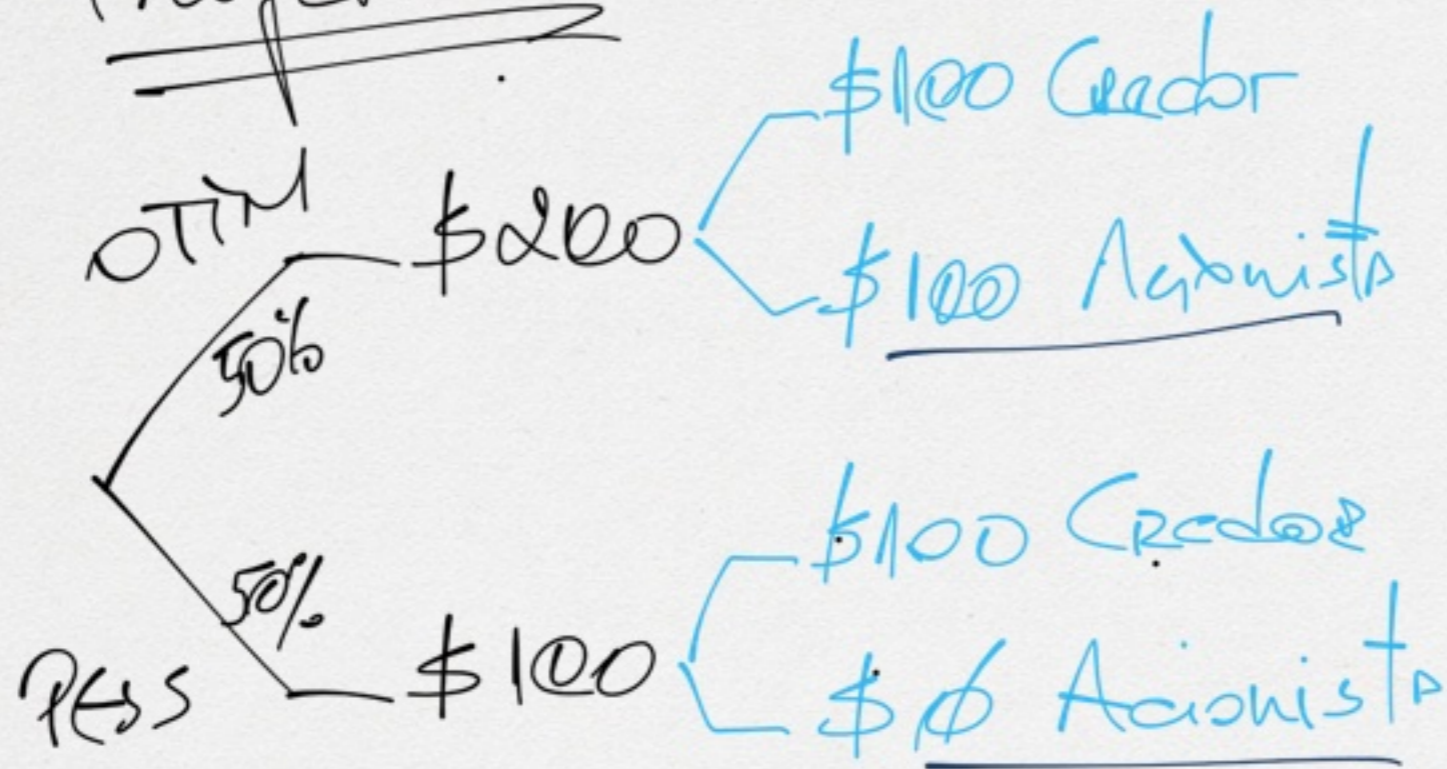 OTIM
50%
$200
$100 Credor
$100 Acionista
PESS
50%
$100
$100 Credor
$0 Acionista